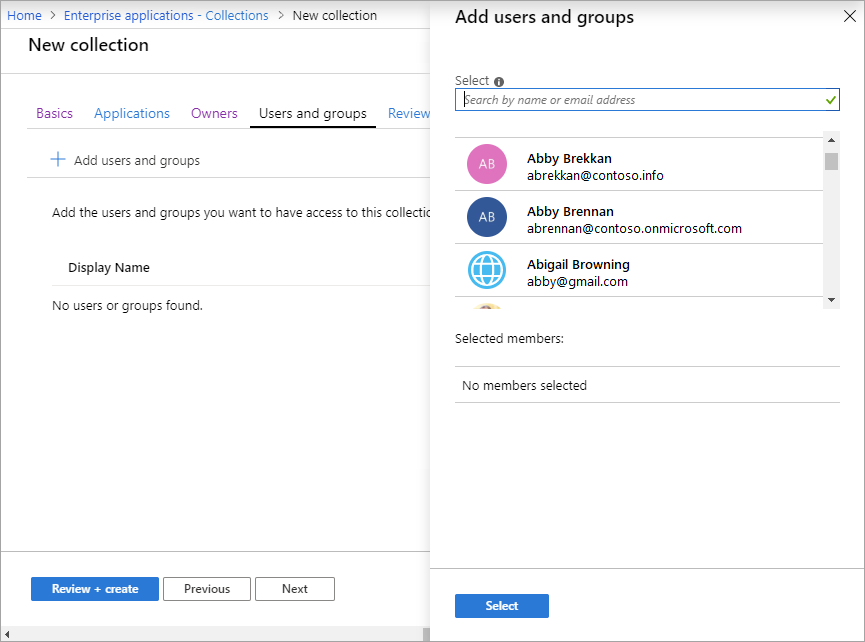 Home > Enterprise applications - Collections > New collection
New collection
Basics Applications Owners Users and groups Review
+ Add users and groups
Add the users and groups you want to have access to this collectio
Display Name
No users or groups found.
Review + create Previous Next
Add users and groups
Select
Search by name or email address
AB
Abby Brekkan
abrekkan@contoso.info
AB
Abby Brennan
abrennan@contoso.onmicrosoft.com
Abigail Browning
abby@gmail.com
Selected members:
No members selected
Select